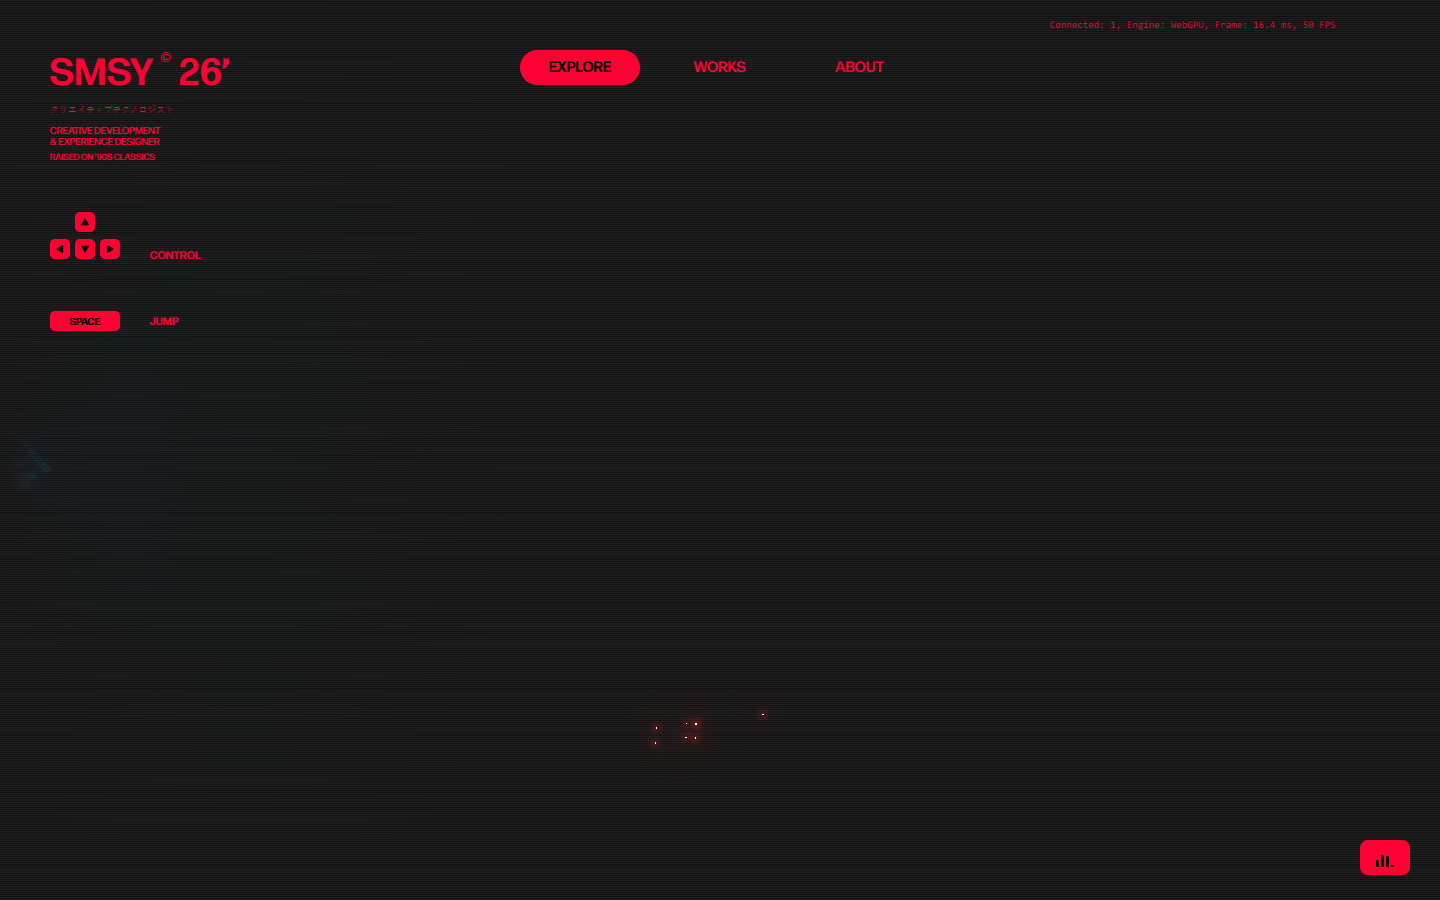 Connected: 1, Engine: WebGPU, Frame: 16.4 ms, 50 FPS
SMSY © 26’
EXPLORE
WORKS
ABOUT
クリエイティブテクノロジスト
CREATIVE DEVELOPMENT
& EXPERIENCE DESIGNER
RAISED ON ’90S CLASSICS
CONTROL
SPACE
JUMP